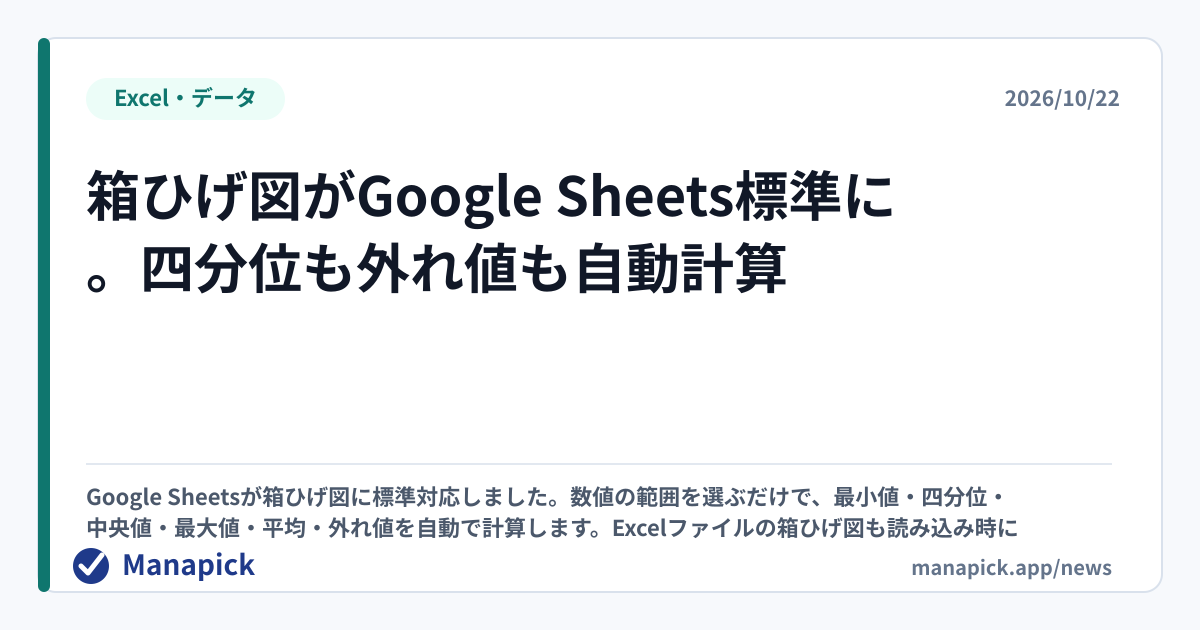 Excel・データ
2026/10/22
箱ひげ図がGoogle Sheets標準に
。四分位も外れ値も自動計算
Google Sheetsが箱ひげ図に標準対応しました。数値の範囲を選ぶだけで、最小値・四分位・
中央値・最大値・平均・外れ値を自動で計算します。Excelファイルの箱ひげ図も読み込み時に
Manapick
manapick.app/news